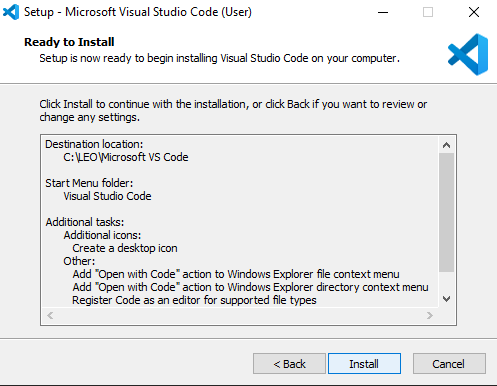 Setup - Microsoft Visual Studio Code (User)
Ready to Install
Setup is now ready to begin installing Visual Studio Code on your computer.
Click Install to continue with the installation, or click Back if you want to review or
change any settings.
Destination location:
C:\LEO\Microsoft VS Code
Start Menu folder:
Visual Studio Code
Additional tasks:
Additional icons:
Create a desktop icon
Other:
Add "Open with Code" action to Windows Explorer file context menu
Add "Open with Code" action to Windows Explorer directory context menu
Register Code as an editor for supported file types
< Back
Install
Cancel